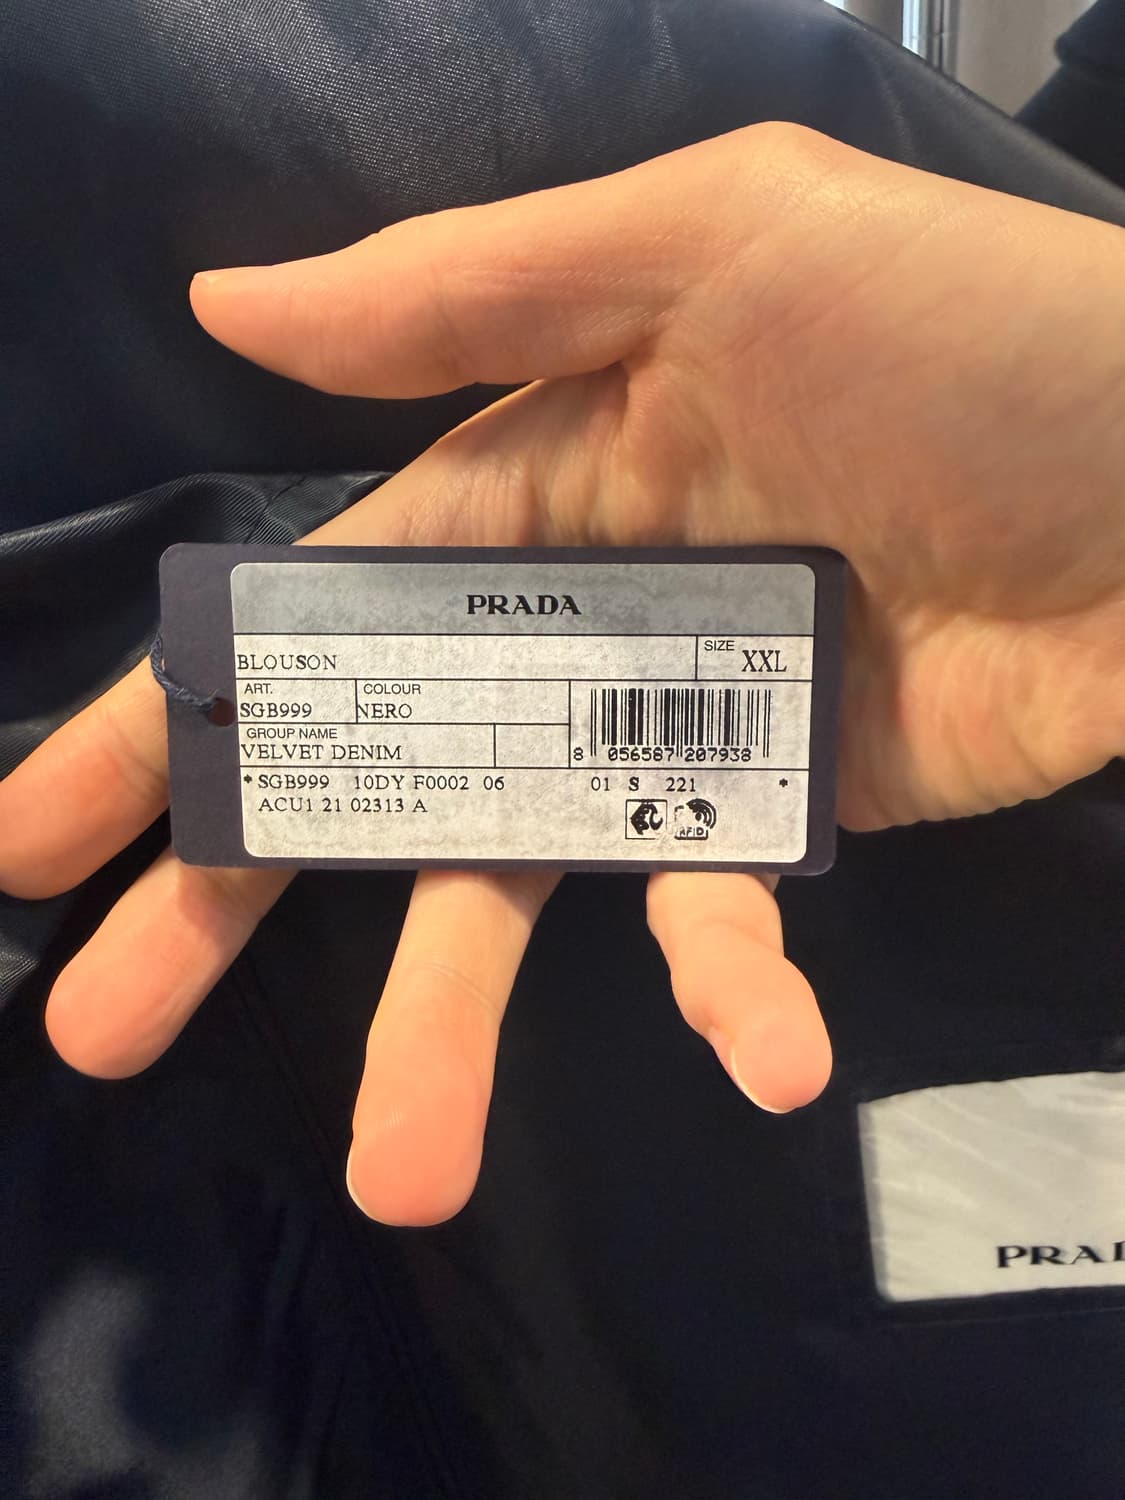 PRADA
BLOUSON
SIZE XXL
ART. COLOUR
SGB999 NERO
GROUP NAME
VELVET DENIM
8 056587 207938
* SGB999 10DY F0002 06 01 S 221 *
ACU1 21 02313 A
RFID
PRAD